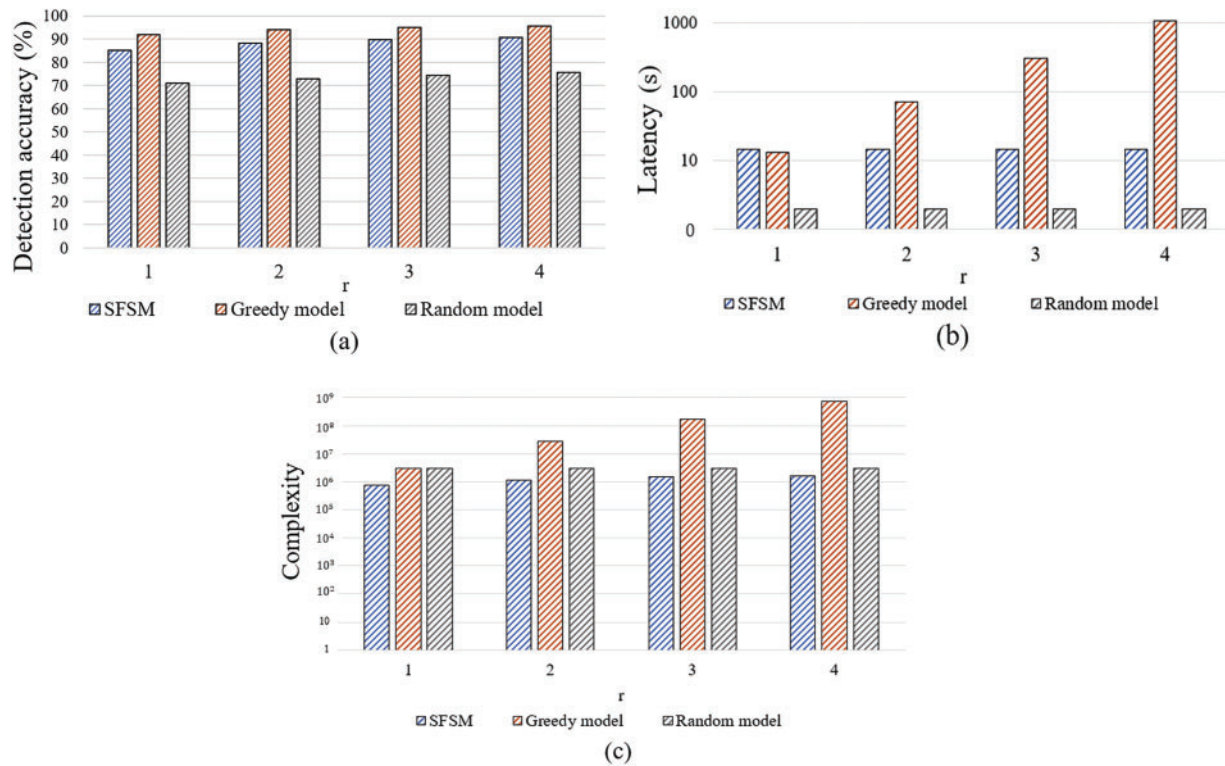 Detection accuracy (%)
100
90
80
70
60
50
40
30
20
10
0
1 2 3 4
r
SFSM Greedy model Random model
(a)
Latency (s)
1000
100
10
0
1 2 3 4
r
SFSM Greedy model Random model
(b)
Complexity
10⁹
10⁸
10⁷
10⁶
10⁵
10⁴
10³
10²
10
1
1 2 3 4
r
SFSM Greedy model Random model
(c)